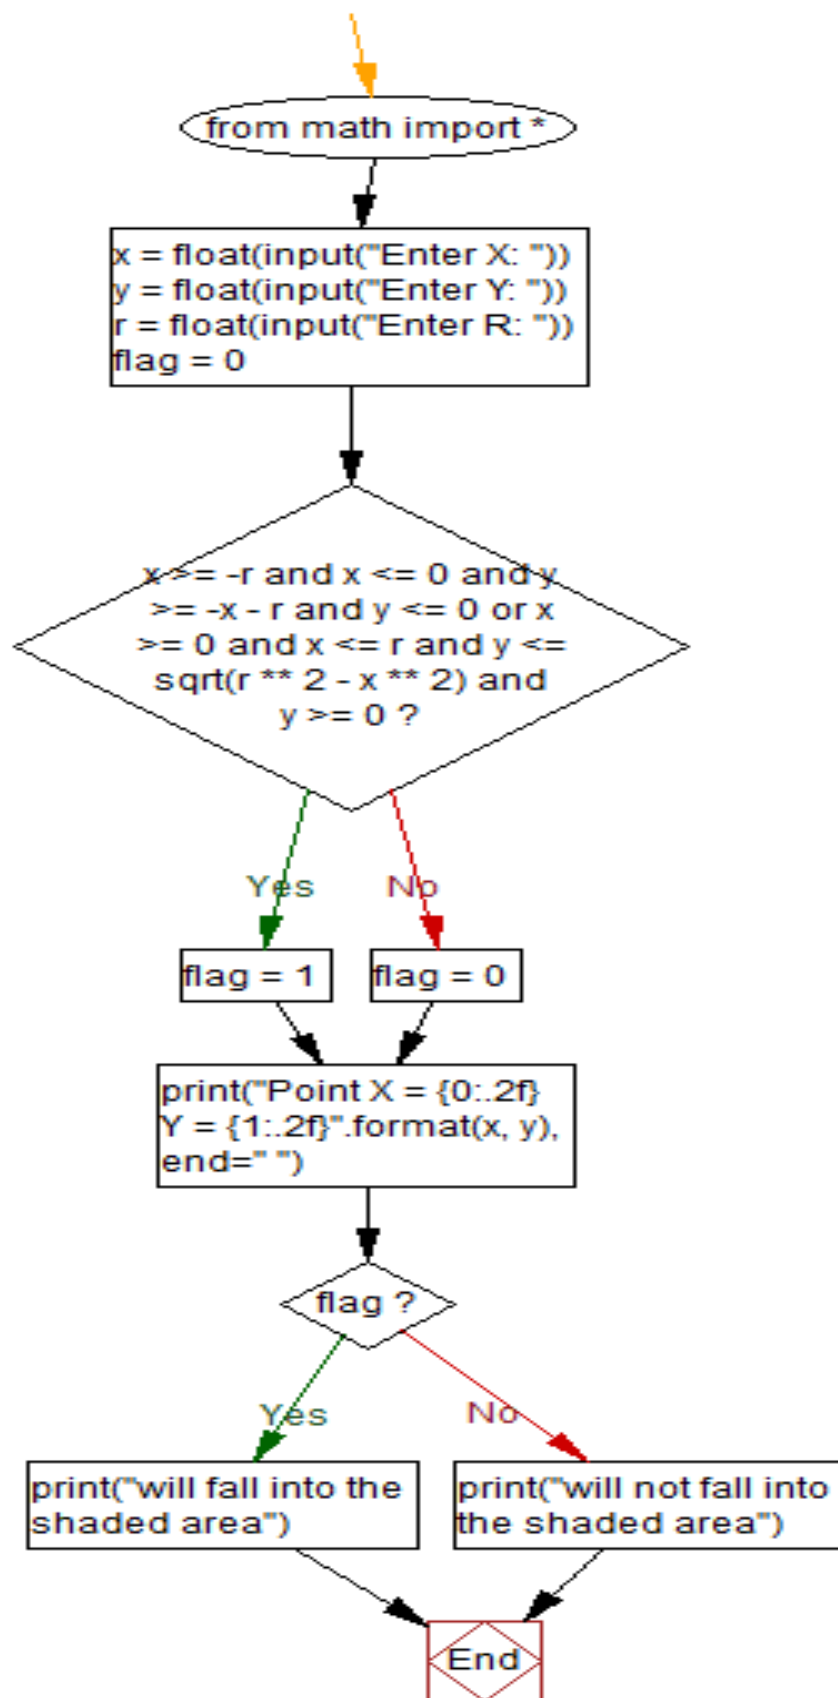 from math import *
x = float(input("Enter X: "))
y = float(input("Enter Y: "))
r = float(input("Enter R: "))
flag = 0
x >= -r and x <= 0 and y
>= -x - r and y <= 0 or x
>= 0 and x <= r and y <=
sqrt(r ** 2 - x ** 2) and
y >= 0 ?
Yes
No
flag = 1
flag = 0
print("Point X = {0:.2f}
Y = {1:.2f}".format(x, y),
end=" ")
flag ?
Yes
No
print("will fall into the
shaded area")
print("will not fall into
the shaded area")
End